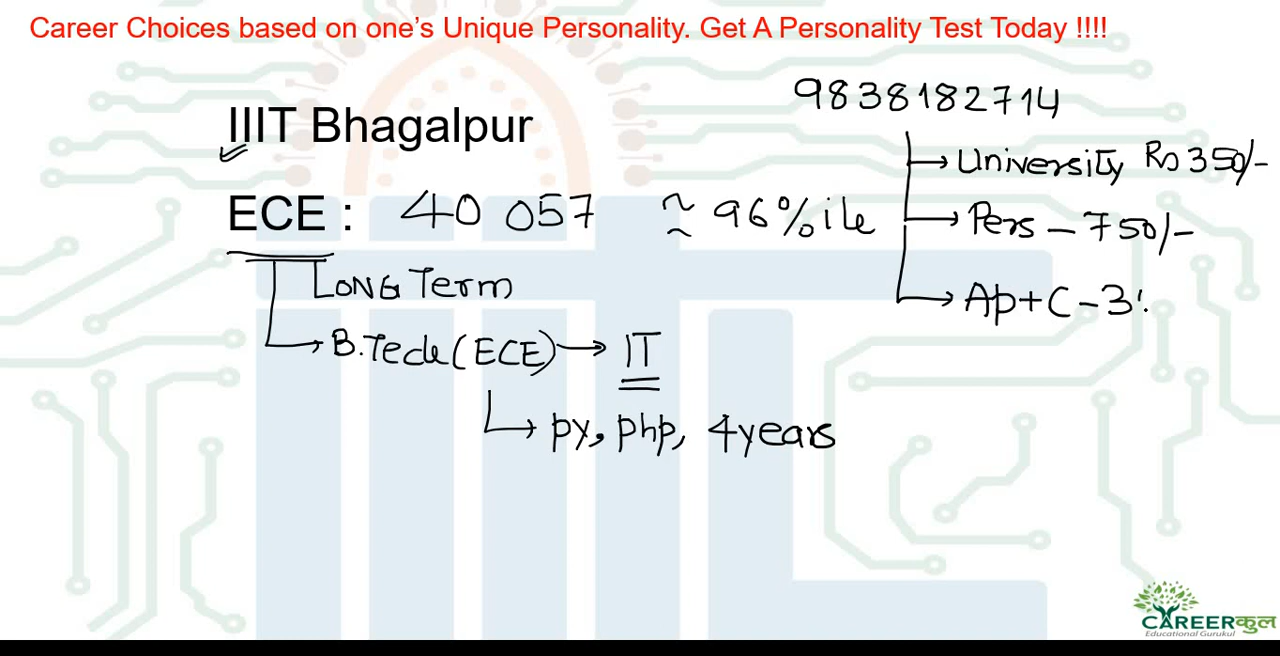 Career Choices based on one’s Unique Personality. Get A Personality Test Today !!!!
9838182714
IIIT Bhagalpur
University Rs 350/-
ECE : 40 057 ≈ 96%ile
Pers - 750/-
LONG Term
Ap+C - 3
B.Tech (ECE) → IT
py, php, 4years
CAREERकुल
Educational Gurukul